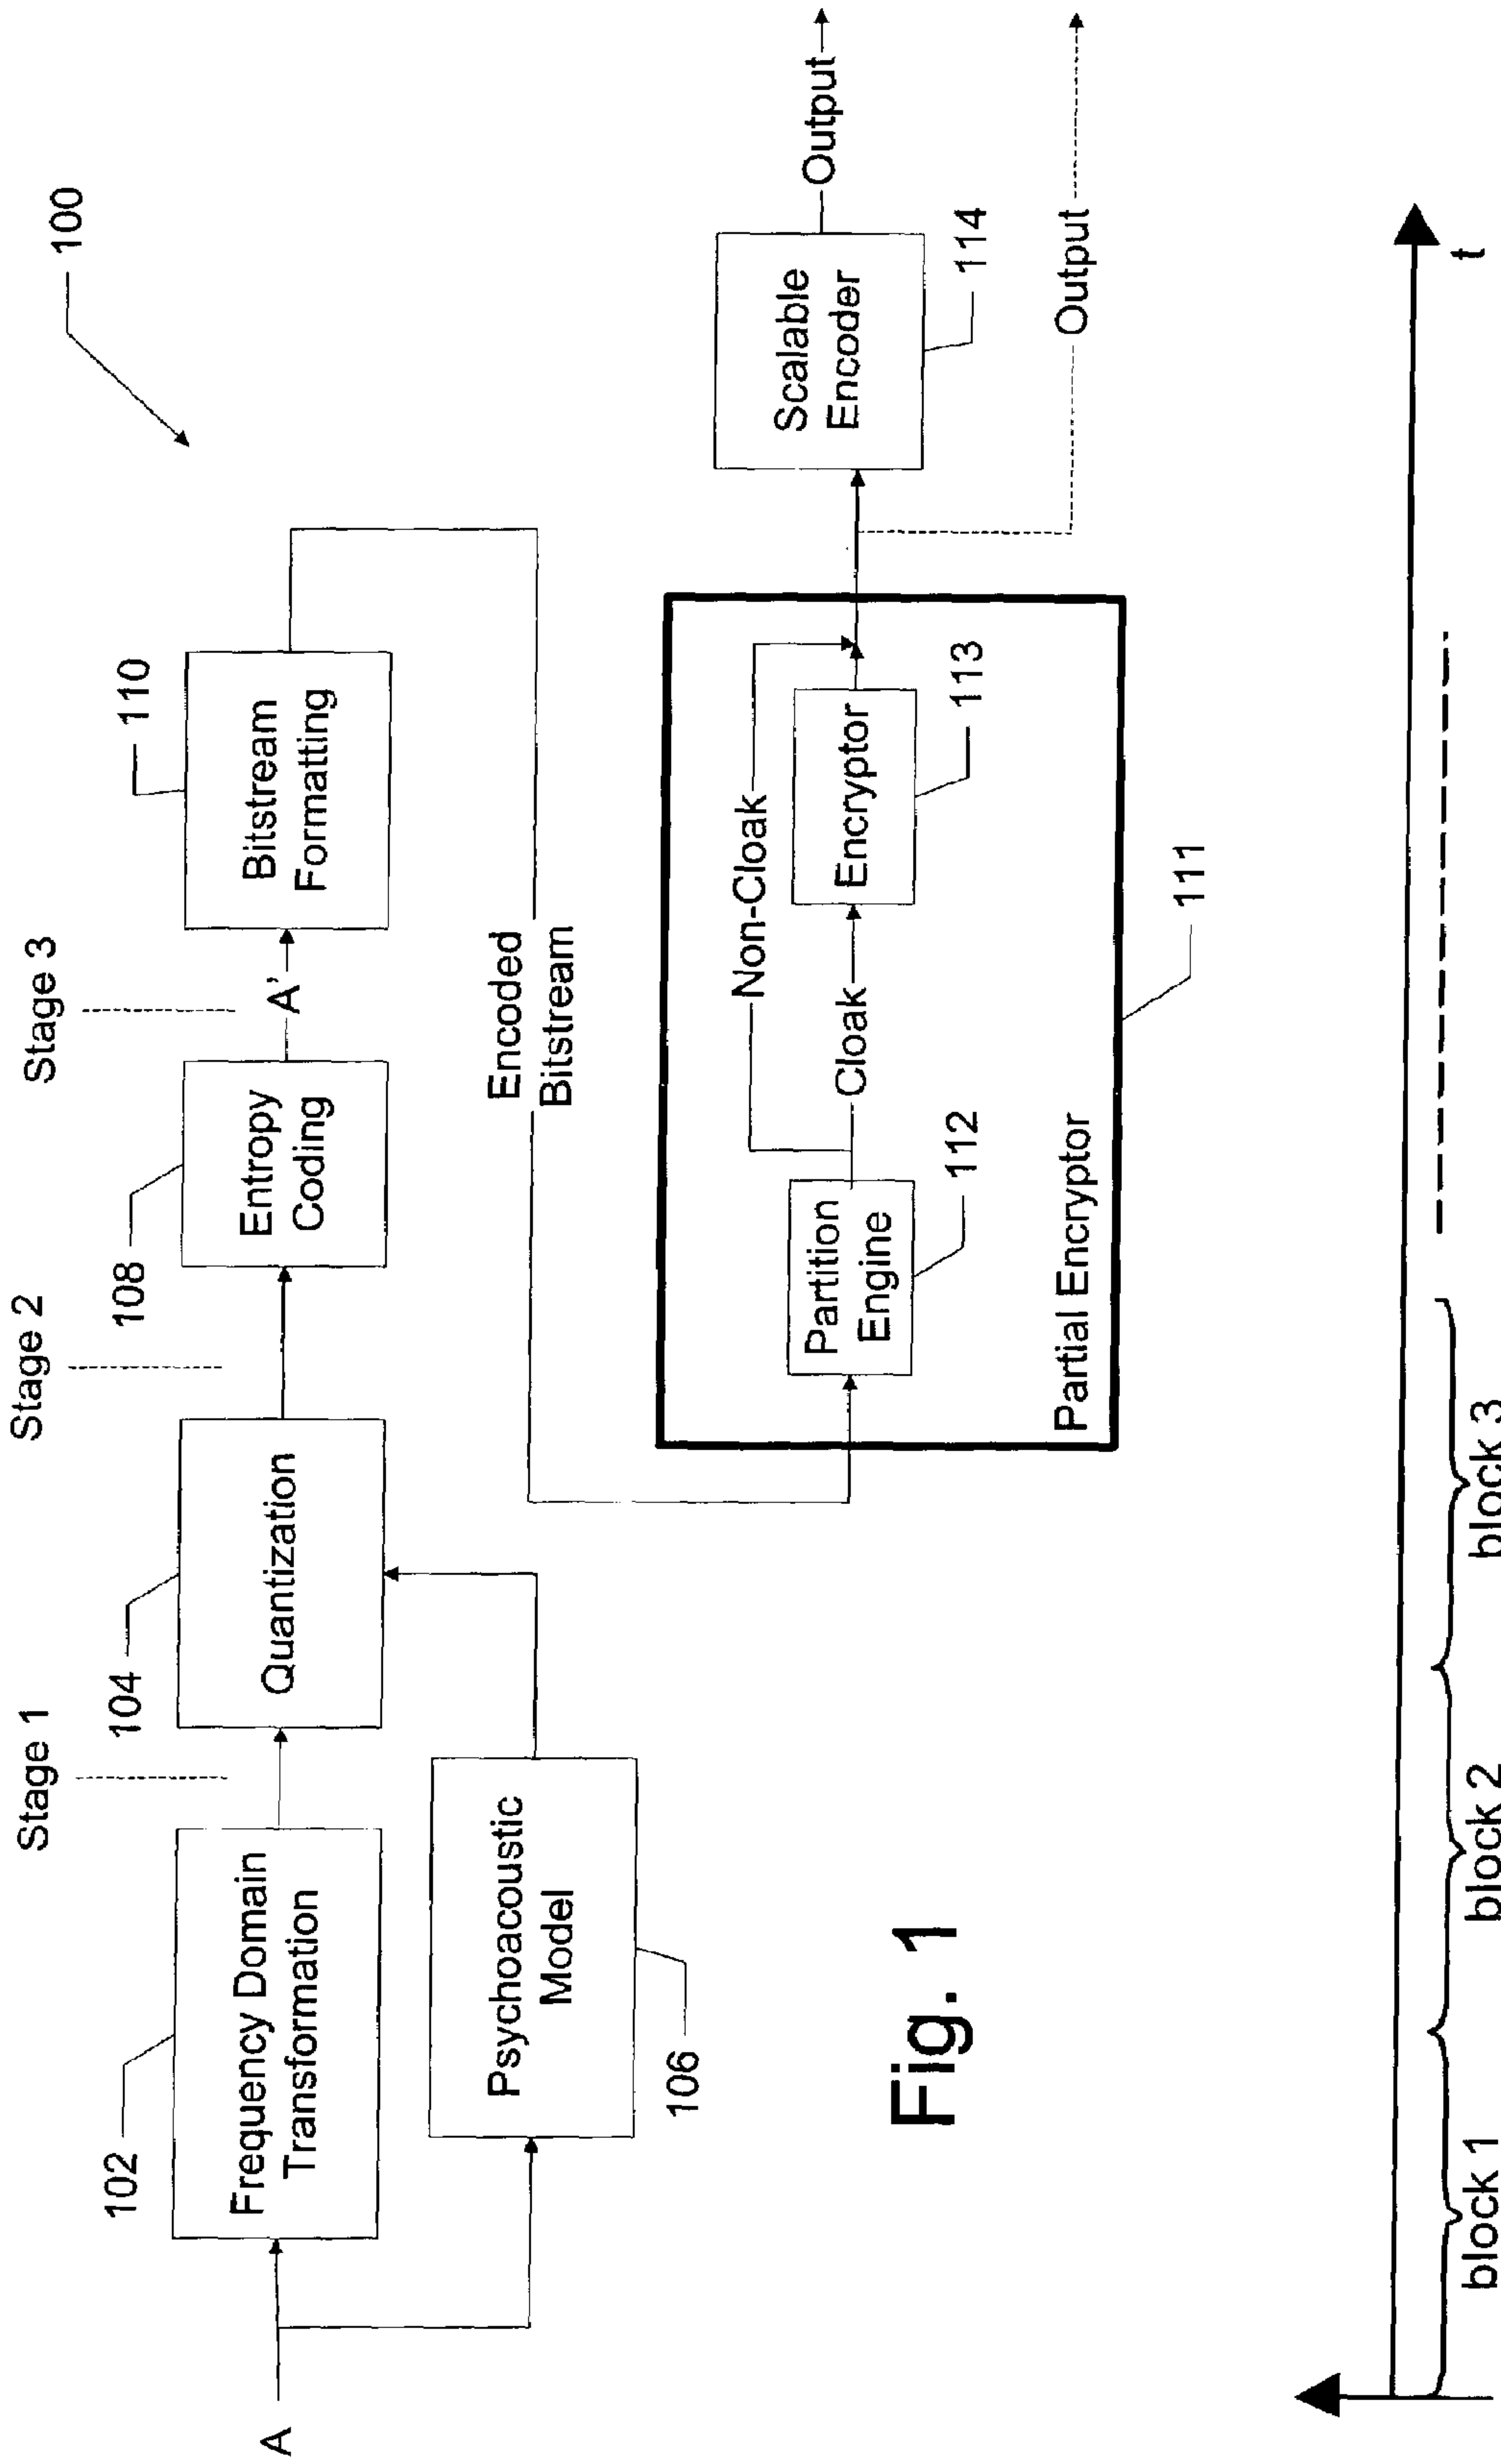 100
Stage 1
Stage 2
Stage 3
102
104
108
110
A
Frequency Domain
Transformation
Quantization
Entropy
Coding
A'
Bitstream
Formatting
Psychoacoustic
Model
106
Encoded
Bitstream
Non-Cloak
Partition
Engine
Cloak
Encryptor
112
113
Partial Encryptor
111
Scalable
Encoder
114
Output
Output
Fig. 1
t
block 1
block 2
block 3